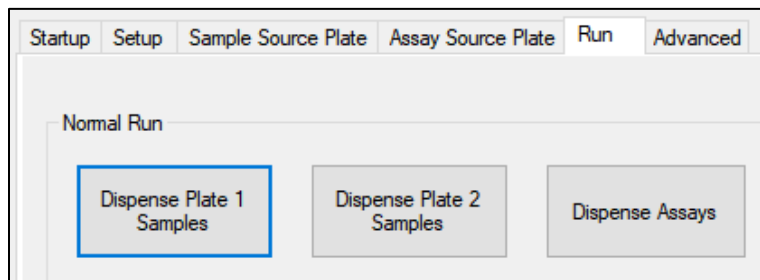 Startup Setup Sample Source Plate Assay Source Plate Run Advanced
Normal Run
Dispense Plate 1
Samples
Dispense Plate 2
Samples
Dispense Assays